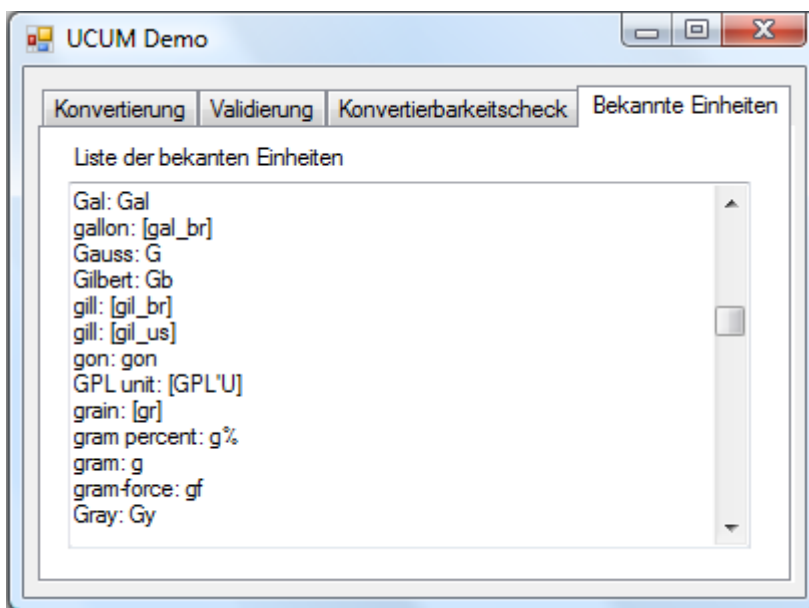 UCUM Demo
Konvertierung Validierung Konvertierbarkeitscheck Bekannte Einheiten
Liste der bekanten Einheiten
Gal: Gal
gallon: [gal_br]
Gauss: G
Gilbert: Gb
gill: [gil_br]
gill: [gil_us]
gon: gon
GPL unit: [GPL'U]
grain: [gr]
gram percent: g%
gram: g
gram-force: gf
Gray: Gy